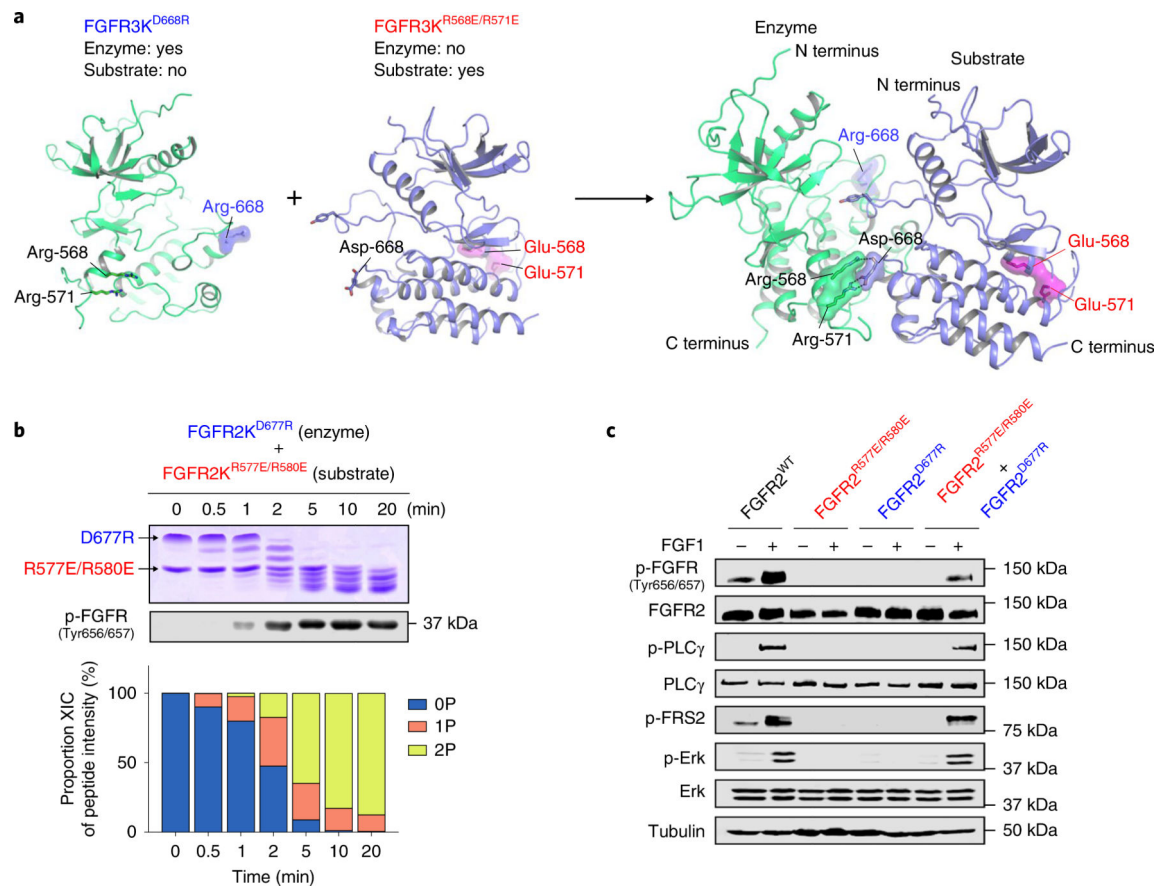 a
FGFR3K^D668R
Enzyme: yes
Substrate: no
FGFR3K^R568E/R571E
Enzyme: no
Substrate: yes
Enzyme
N terminus
Substrate
N terminus
Arg-668
Arg-568
Arg-571
+
Asp-668
Glu-568
Glu-571
Arg-668
Asp-668
Arg-568
Arg-571
Glu-568
Glu-571
C terminus
C terminus
b
FGFR2K^D677R (enzyme)
+
FGFR2K^R577E/R580E (substrate)
0 0.5 1 2 5 10 20 (min)
D677R
R577E/R580E
p-FGFR
(Tyr656/657)
37 kDa
Proportion XIC
of peptide intensity (%)
100
50
0
0P
1P
2P
0 0.5 1 2 5 10 20
Time (min)
c
FGFR2^WT
FGFR2^R577E/R580E
FGFR2^D677R
FGFR2^R577E/R580E
+
FGFR2^D677R
FGF1 – + – + – + – +
p-FGFR
(Tyr656/657)
150 kDa
FGFR2
150 kDa
p-PLCγ
150 kDa
PLCγ
150 kDa
p-FRS2
75 kDa
p-Erk
37 kDa
Erk
37 kDa
Tubulin
50 kDa